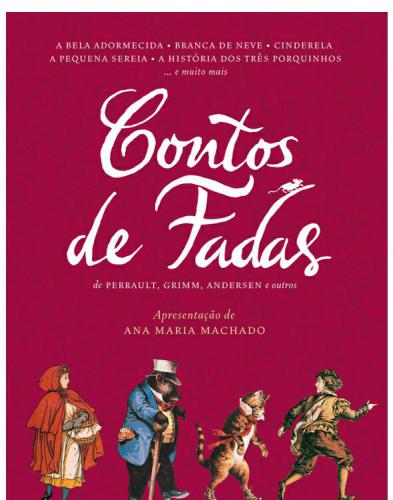 A BELA ADORMECIDA • BRANCA DE NEVE • CINDERELA
A PEQUENA SEREIA • A HISTÓRIA DOS TRÊS PORQUINHOS
... e muito mais
Contos
de Fadas
de PERRAULT, GRIMM, ANDERSEN e outros
Apresentação de
ANA MARIA MACHADO